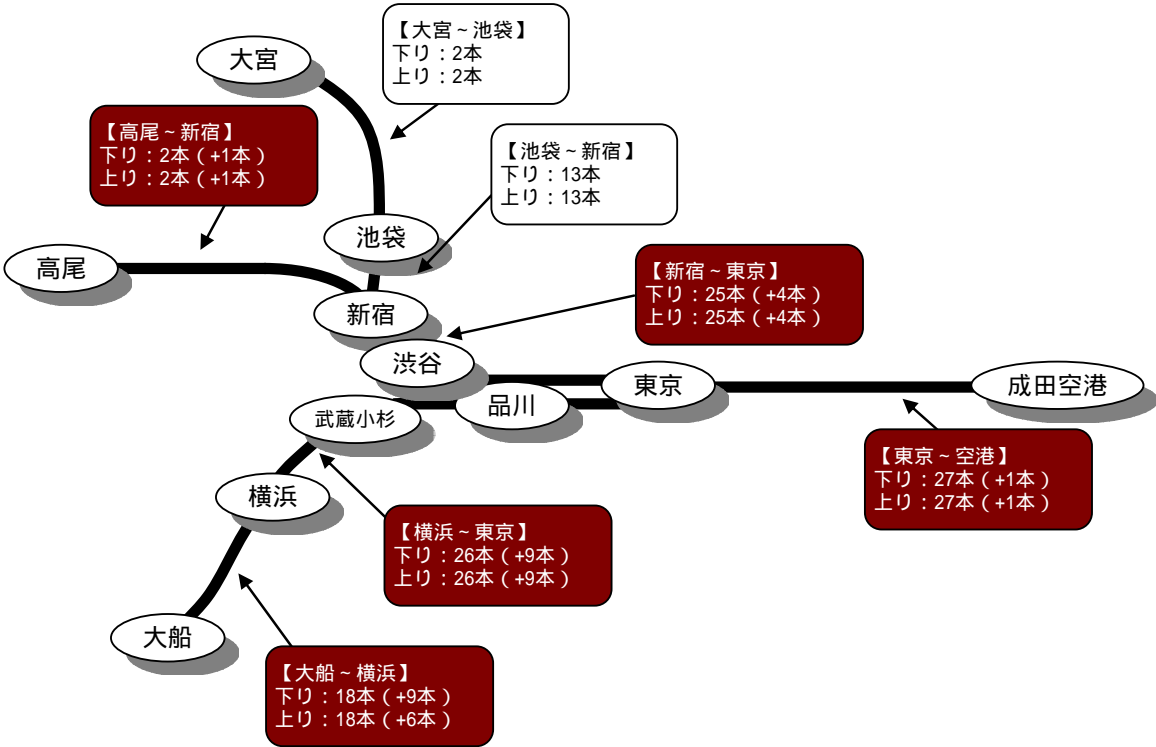 【大宮~池袋】
下り:2本
上り:2本
大宮
【高尾~新宿】
下り:2本(+1本)
上り:2本(+1本)
【池袋~新宿】
下り:13本
上り:13本
池袋
高尾
【新宿~東京】
下り:25本(+4本)
上り:25本(+4本)
新宿
渋谷
東京
成田空港
品川
武蔵小杉
【東京~空港】
下り:27本(+1本)
上り:27本(+1本)
横浜
【横浜~東京】
下り:26本(+9本)
上り:26本(+9本)
大船
【大船~横浜】
下り:18本(+9本)
上り:18本(+6本)